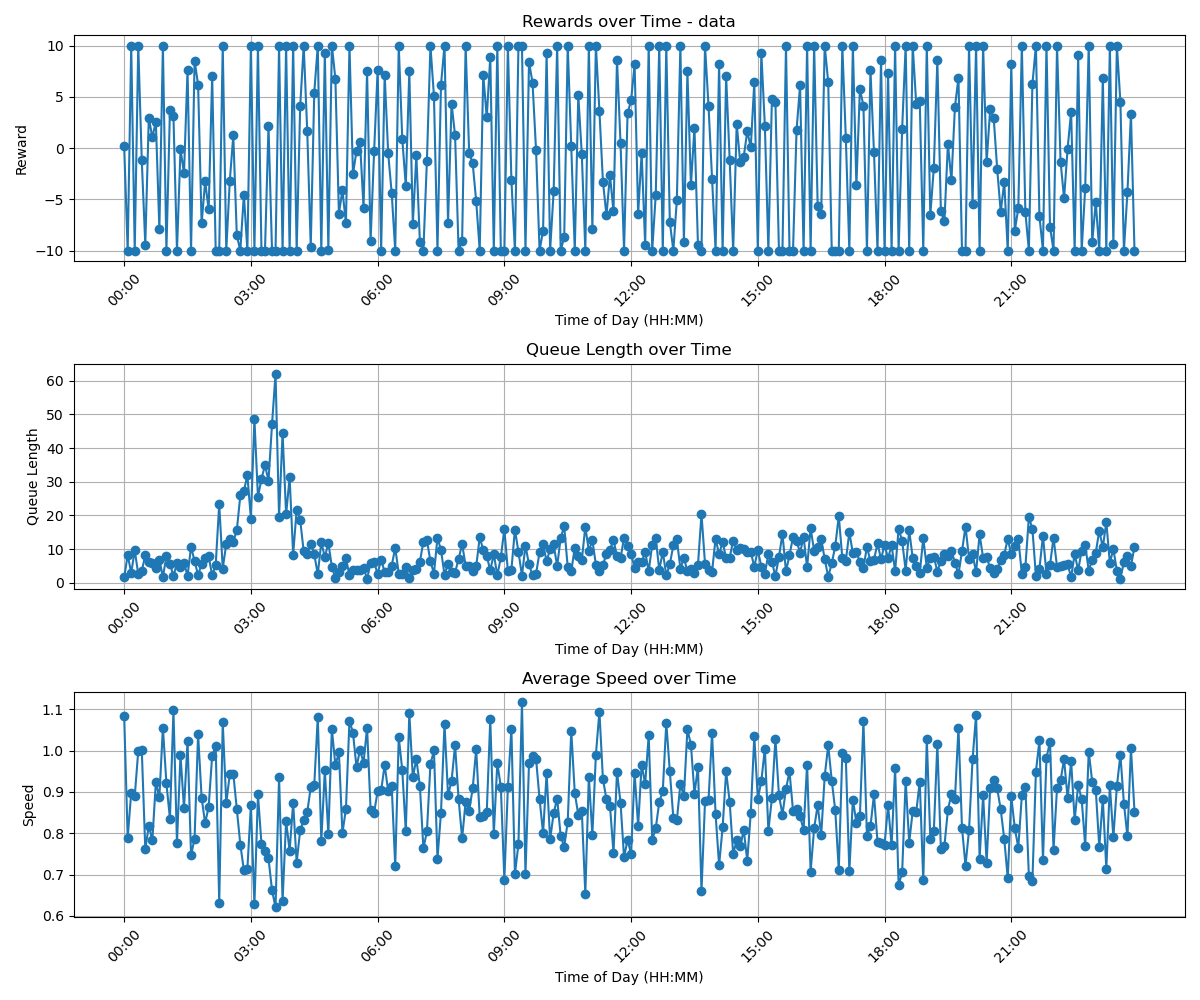 Rewards over Time - data
Reward
10
5
0
−5
−10
00:00 03:00 06:00 09:00 12:00 15:00 18:00 21:00
Time of Day (HH:MM)
Queue Length over Time
Queue Length
60
50
40
30
20
10
0
00:00 03:00 06:00 09:00 12:00 15:00 18:00 21:00
Time of Day (HH:MM)
Average Speed over Time
Speed
1.1
1.0
0.9
0.8
0.7
0.6
00:00 03:00 06:00 09:00 12:00 15:00 18:00 21:00
Time of Day (HH:MM)